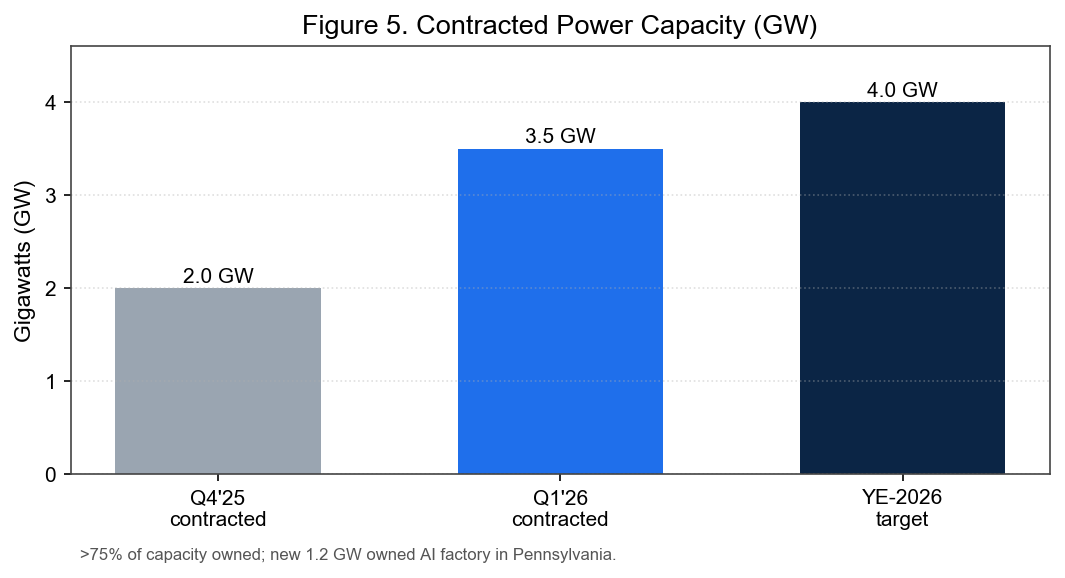 Figure 5. Contracted Power Capacity (GW)
Gigawatts (GW)
4
3
2
1
0
2.0 GW
3.5 GW
4.0 GW
Q4'25
contracted
Q1'26
contracted
YE-2026
target
>75% of capacity owned; new 1.2 GW owned AI factory in Pennsylvania.